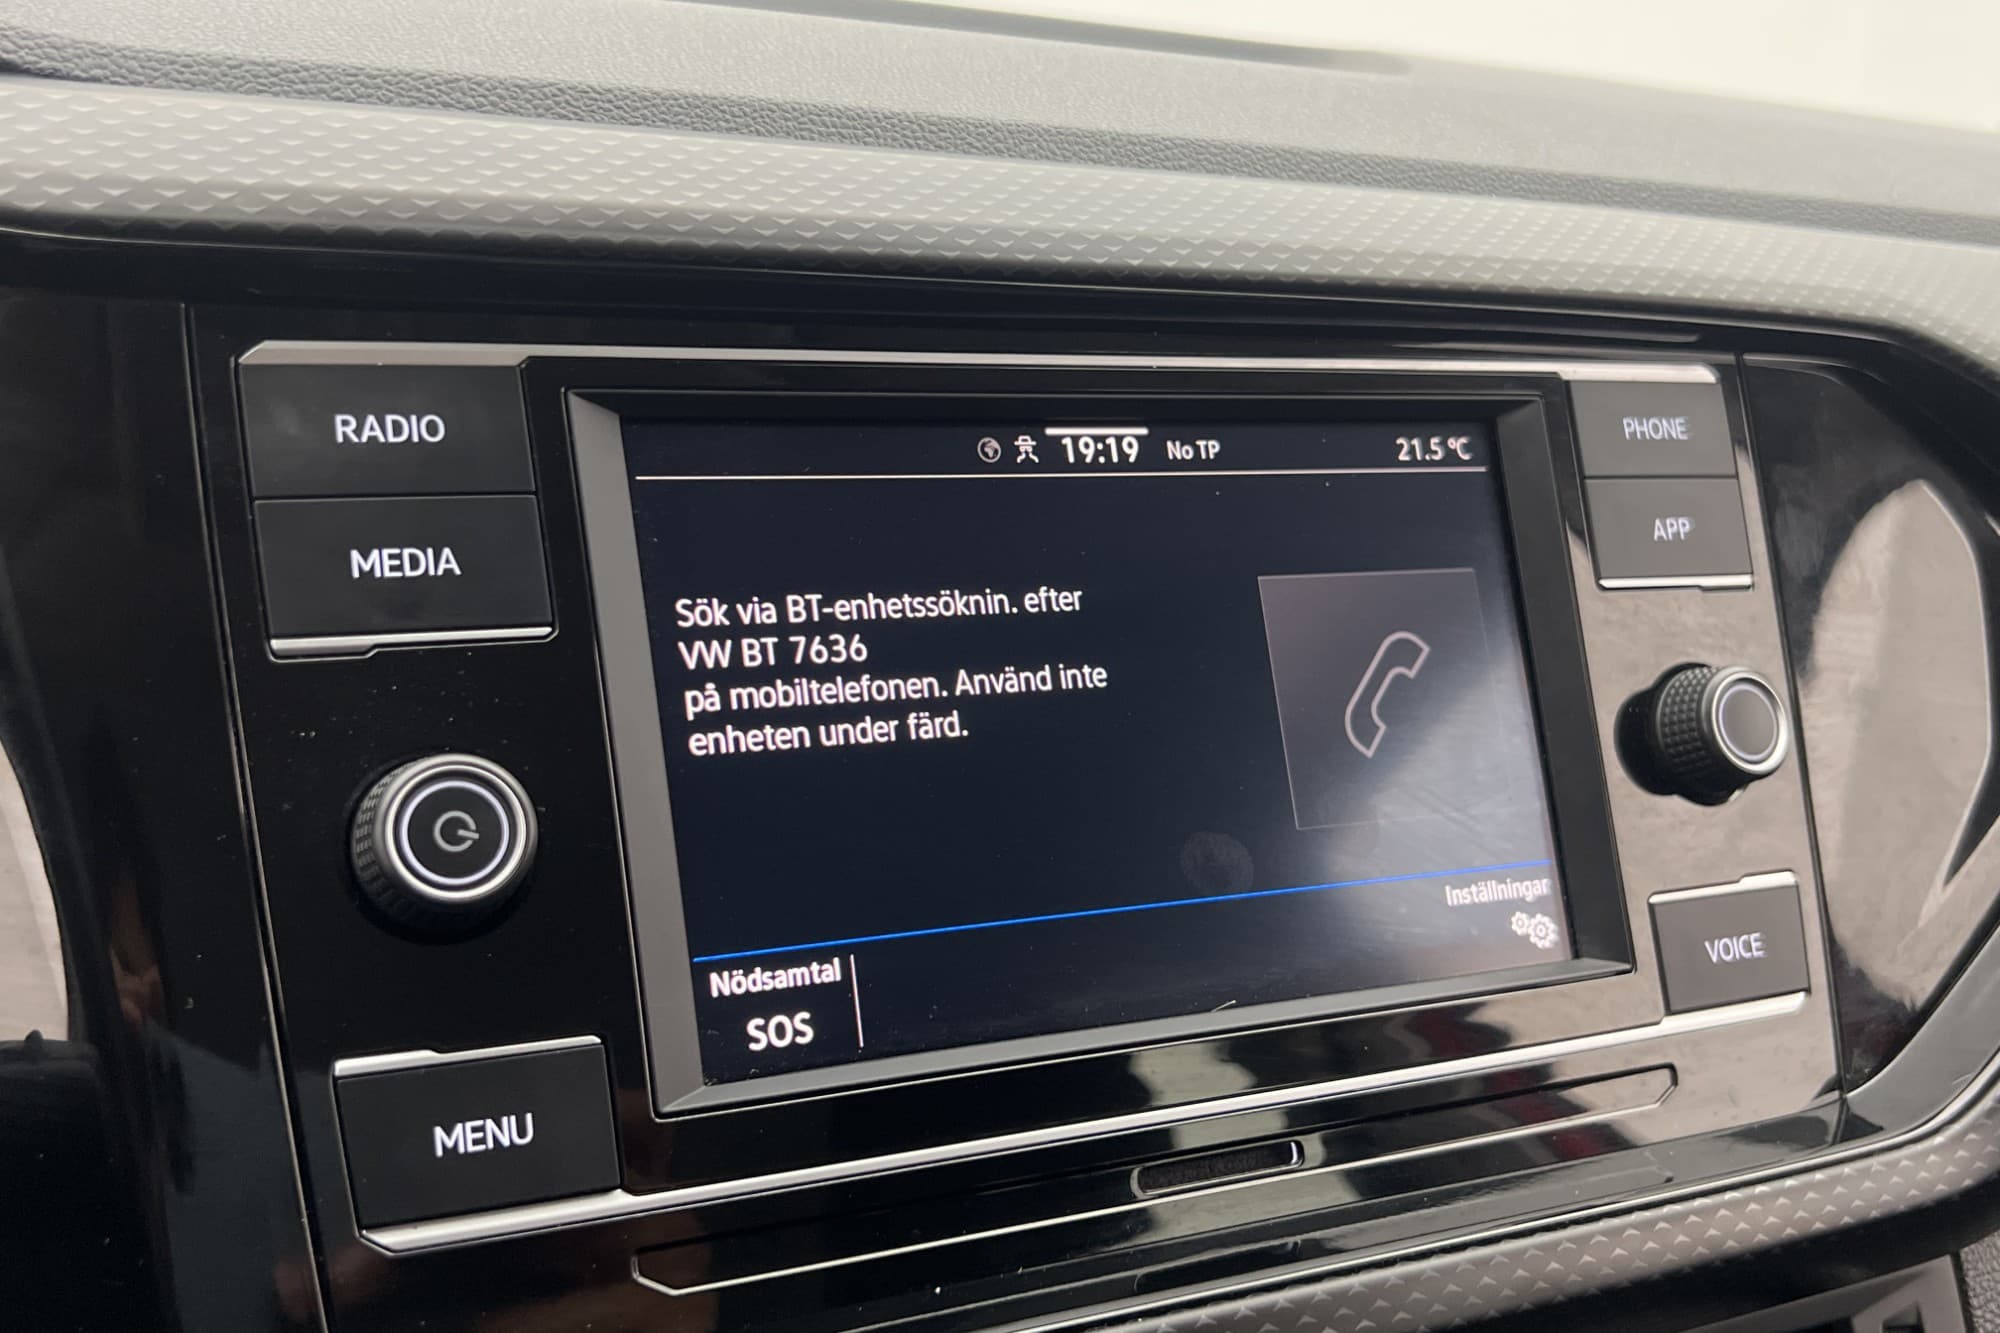 RADIO
MEDIA
MENU
19:19 No TP 21.5 °C
Sök via BT-enhetssöknin. efter
VW BT 7636
på mobiltelefonen. Använd inte
enheten under färd.
Inställningar
Nödsamtal
SOS
PHONE
APP
VOICE